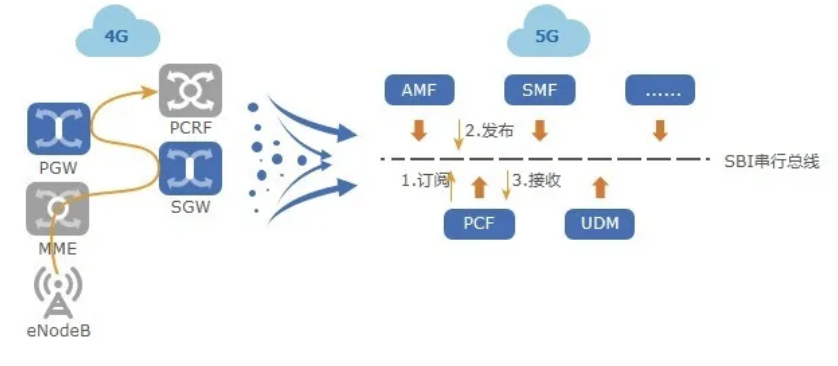 4G
5G
PCRF
PGW
SGW
MME
eNodeB
AMF
SMF
......
2.发布
SBI串行总线
1.订阅
3.接收
PCF
UDM